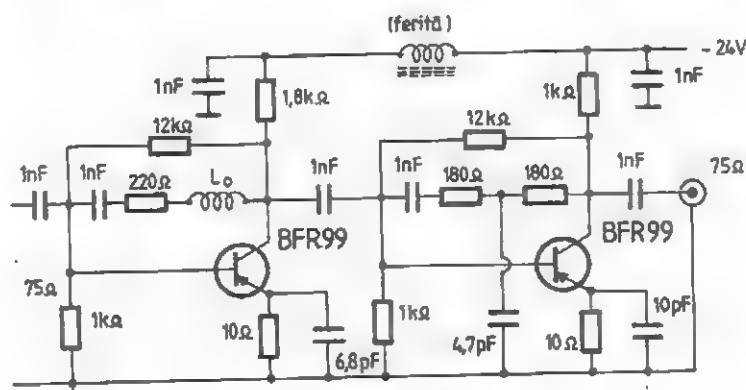 (ferită)
-24V
1nF
1,8kΩ
1kΩ
1nF
12kΩ
12kΩ
1nF
1nF
220Ω
L₀
1nF
1nF
180Ω
180Ω
1nF
75Ω
BFR99
BFR99
75Ω
1kΩ
10Ω
6,8pF
1kΩ
4,7pF
10Ω
10pF